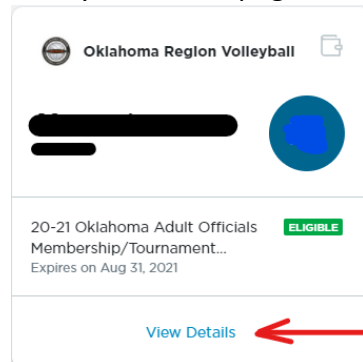 Oklahoma Region Volleyball
20-21 Oklahoma Adult Officials
ELIGIBLE
Membership/Tournament...
Expires on Aug 31, 2021
View Details